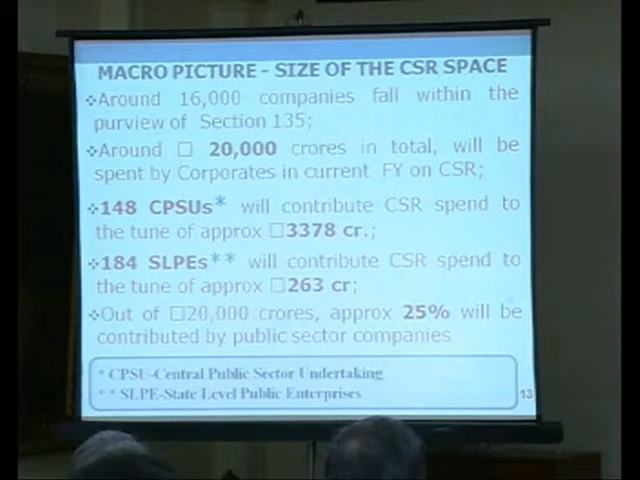 MACRO PICTURE - SIZE OF THE CSR SPACE
❖Around 16,000 companies fall within the
purview of Section 135;
❖Around □ 20,000 crores in total, will be
spent by Corporates in current FY on CSR;
❖148 CPSUs* will contribute CSR spend to
the tune of approx □3378 cr.;
❖184 SLPEs** will contribute CSR spend to
the tune of approx □263 cr;
❖Out of □20,000 crores, approx 25% will be
contributed by public sector companies
* CPSU-Central Public Sector Undertaking
* * SLPE-State Level Public Enterprises
13